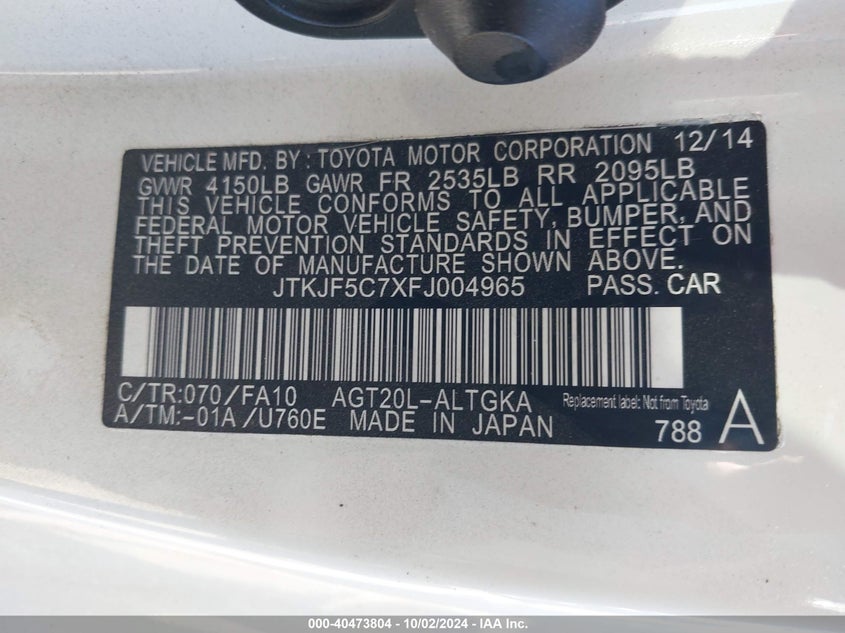 VEHICLE MFD. BY: TOYOTA MOTOR CORPORATION 12/14
GVWR 4150LB GAWR FR 2535LB RR 2095LB
THIS VEHICLE CONFORMS TO ALL APPLICABLE
FEDERAL MOTOR VEHICLE SAFETY, BUMPER, AND
THEFT PREVENTION STANDARDS IN EFFECT ON
THE DATE OF MANUFACTURE SHOWN ABOVE.
JTKJF5C7XFJ004965 PASS. CAR
C/TR:070/FA10 AGT20L-ALTGKA Replacement label: Not from Toyota
A/TM:-01A /U760E MADE IN JAPAN 788 A
000-40473804 - 10/02/2024 - IAA Inc.